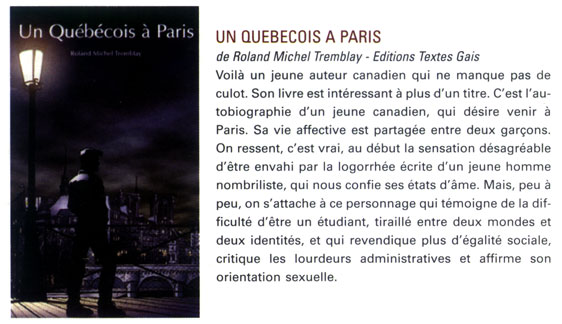 Un Québécois à Paris
Roland Michel Tremblay
UN QUEBECOIS A PARIS
de Roland Michel Tremblay - Editions Textes Gais
Voilà un jeune auteur canadien qui ne manque pas de
culot. Son livre est intéressant à plus d'un titre. C'est l'au-
tobiographie d'un jeune canadien, qui désire venir à
Paris. Sa vie affective est partagée entre deux garçons.
On ressent, c'est vrai, au début la sensation désagréable
d'être envahi par la logorrhée écrite d'un jeune homme
nombriliste, qui nous confie ses états d'âme. Mais, peu à
peu, on s'attache à ce personnage qui témoigne de la dif-
ficulté d'être un étudiant, tiraillé entre deux mondes et
deux identités, et qui revendique plus d'égalité sociale,
critique les lourdeurs administratives et affirme son
orientation sexuelle.